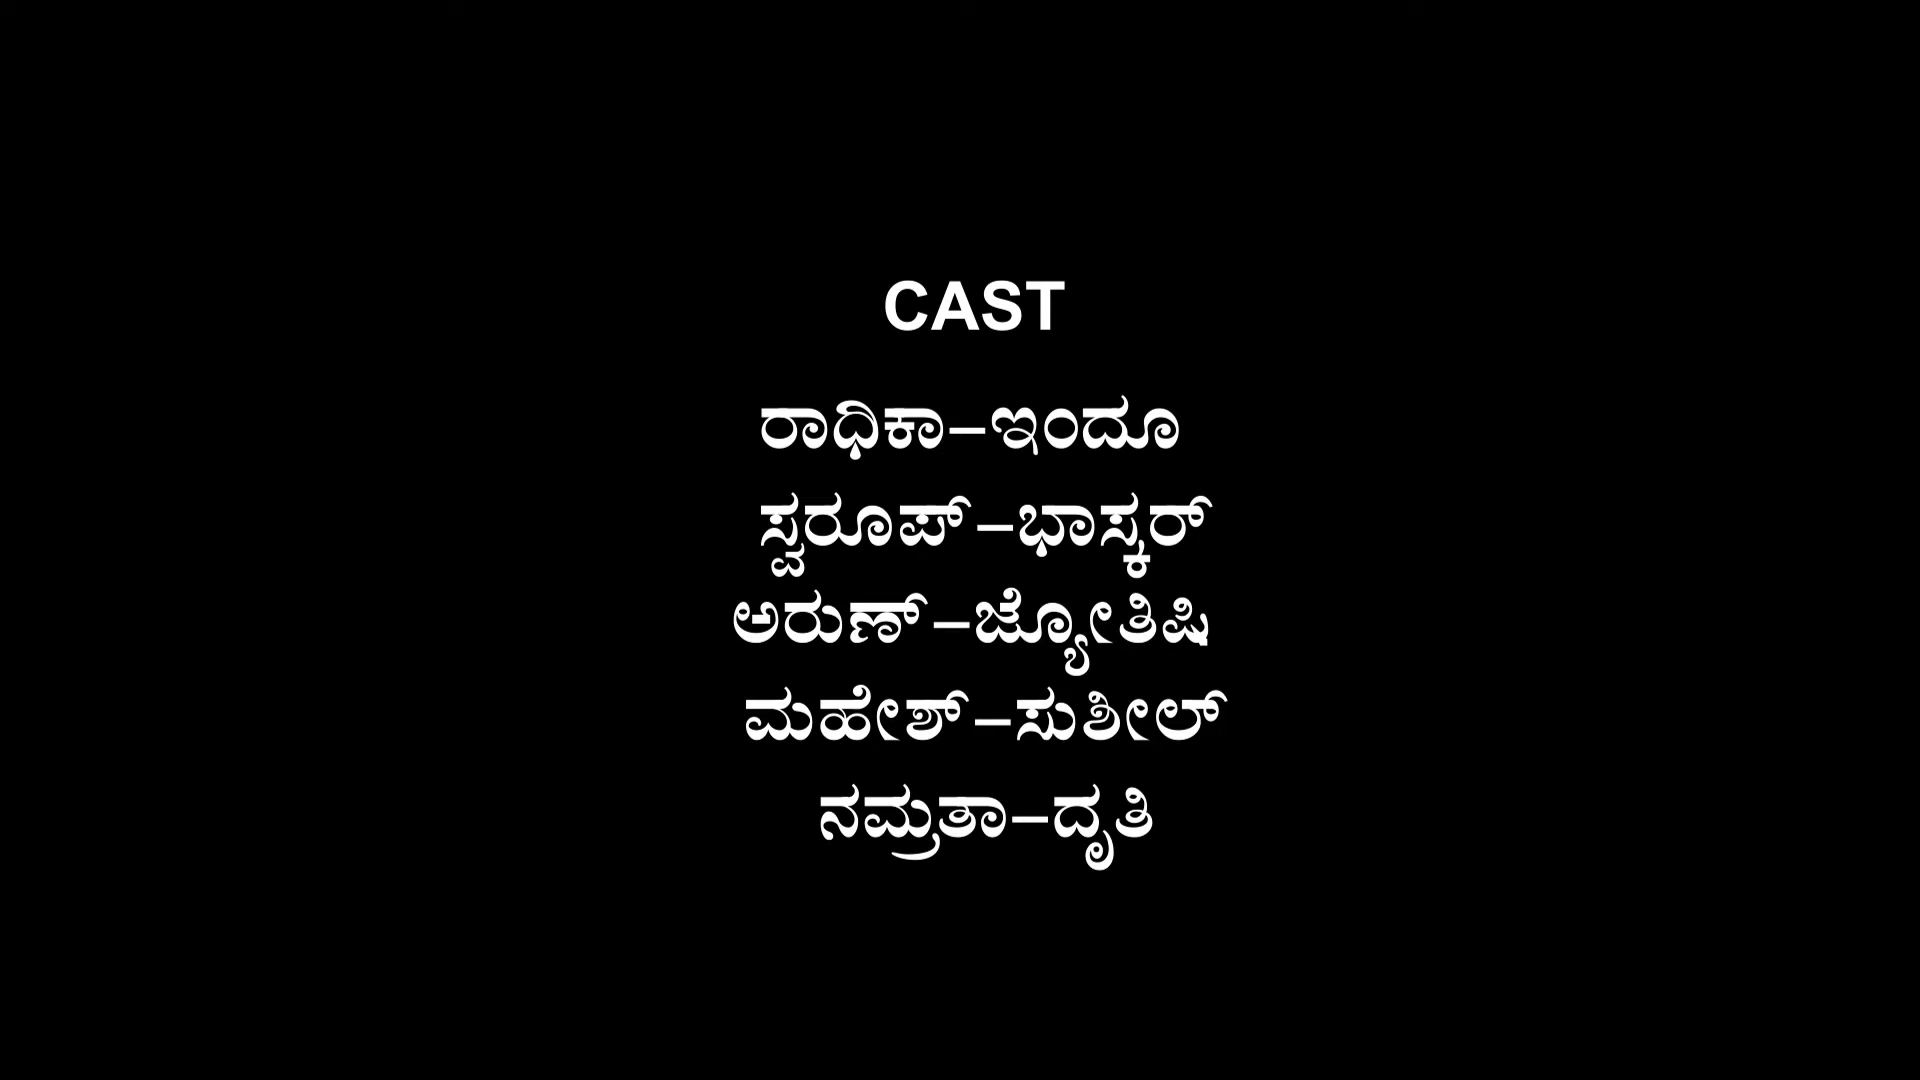 CAST
ರಾಧಿಕಾ–ಇಂದೂ
ಸ್ವರೂಪ್–ಭಾಸ್ಕರ್
ಅರುಣ್–ಜ್ಯೋತಿಷಿ
ಮಹೇಶ್–ಸುಶೀಲ್
ನಮ್ರತಾ–ದೃತಿ